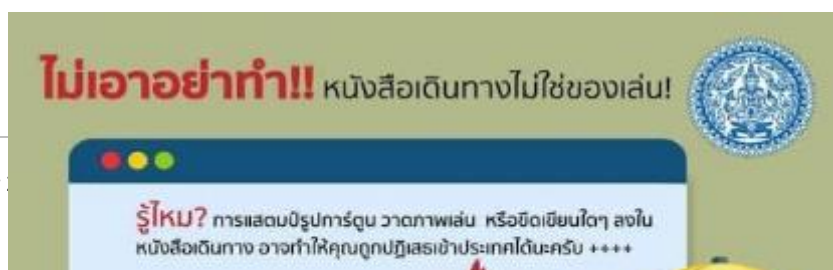 ไม่เอาอย่าทำ!! หนังสือเดินทางไม่ใช่ของเล่น!
รู้ไหม? การแสตมป์รูปการ์ตูน วาดภาพเล่น หรือขีดเขียนใดๆ ลงใน
หนังสือเดินทาง อาจทำให้คุณถูกปฏิเสธเข้าประเทศได้นะครับ ++++